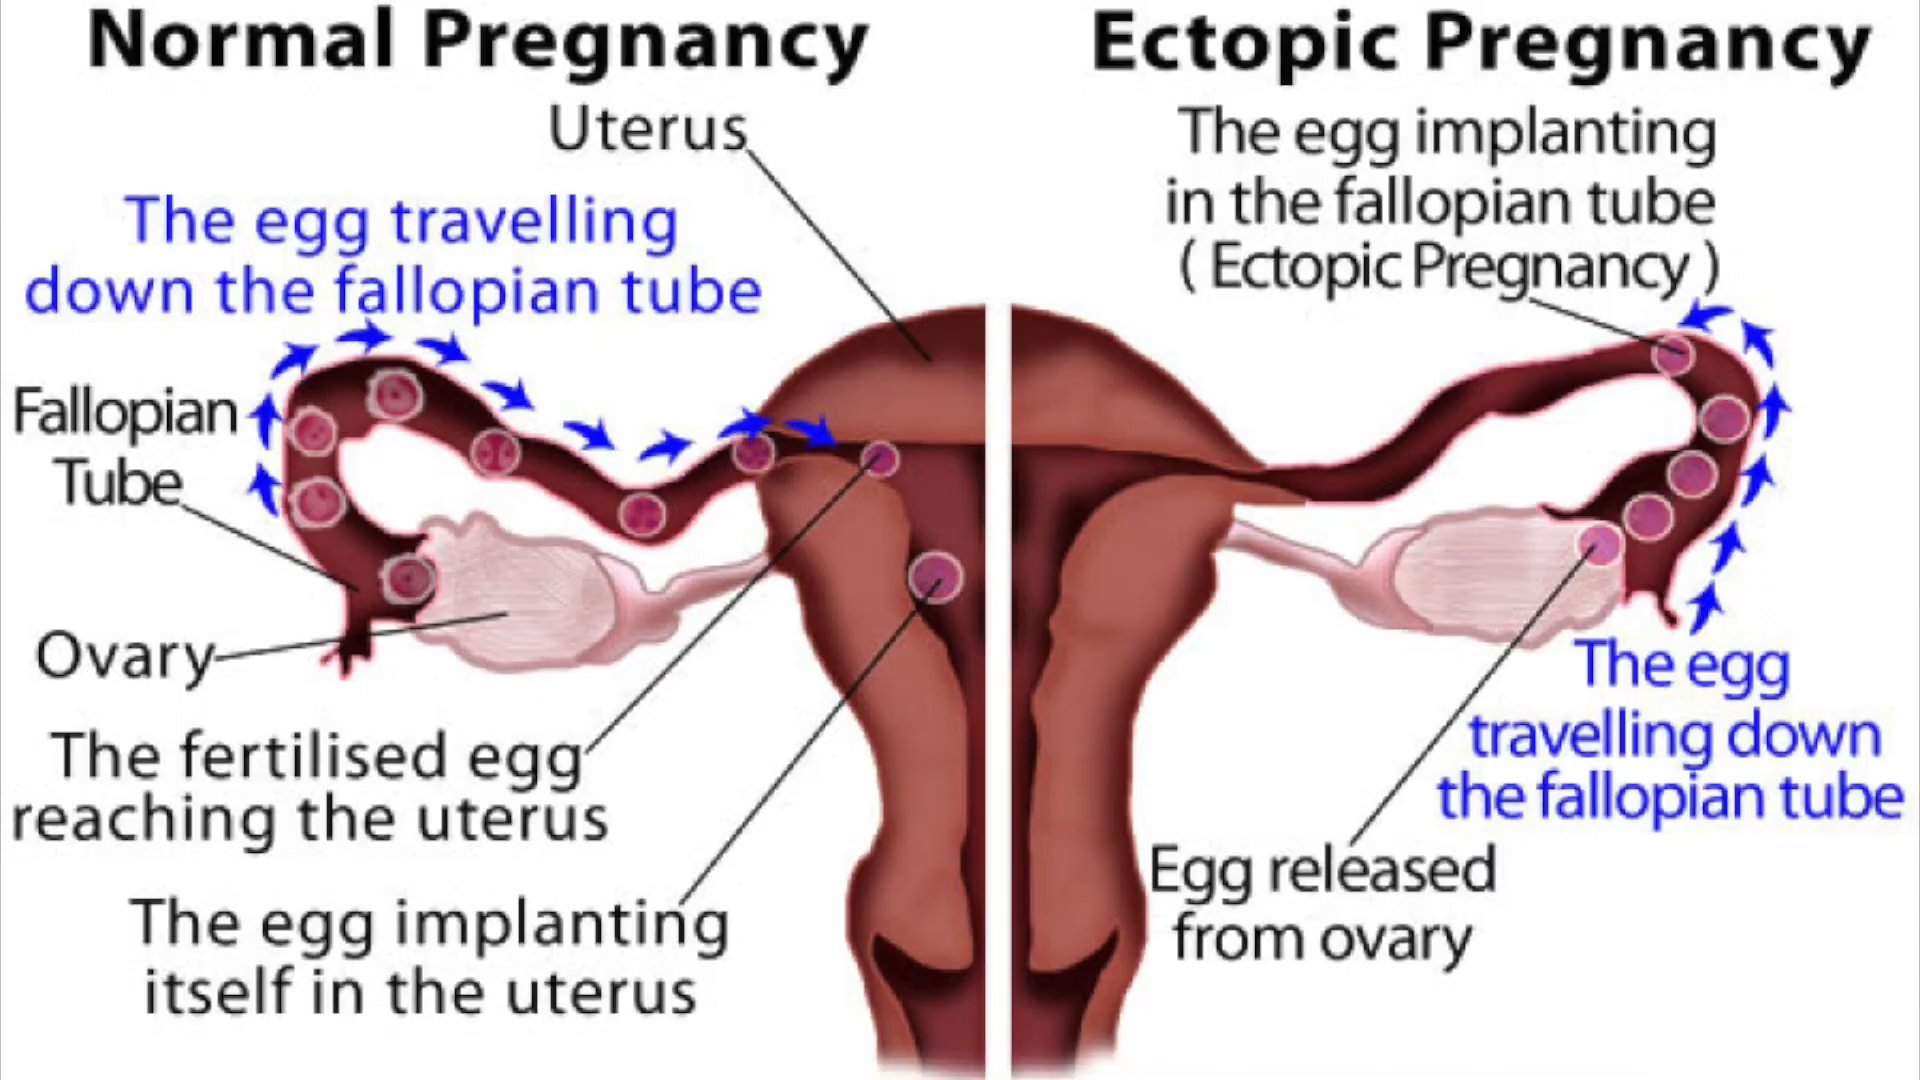 Normal Pregnancy
Uterus
The egg travelling
down the fallopian tube
Fallopian
Tube
Ovary
The fertilised egg
reaching the uterus
The egg implanting
itself in the uterus
Ectopic Pregnancy
The egg implanting
in the fallopian tube
( Ectopic Pregnancy )
The egg
travelling down
the fallopian tube
Egg released
from ovary